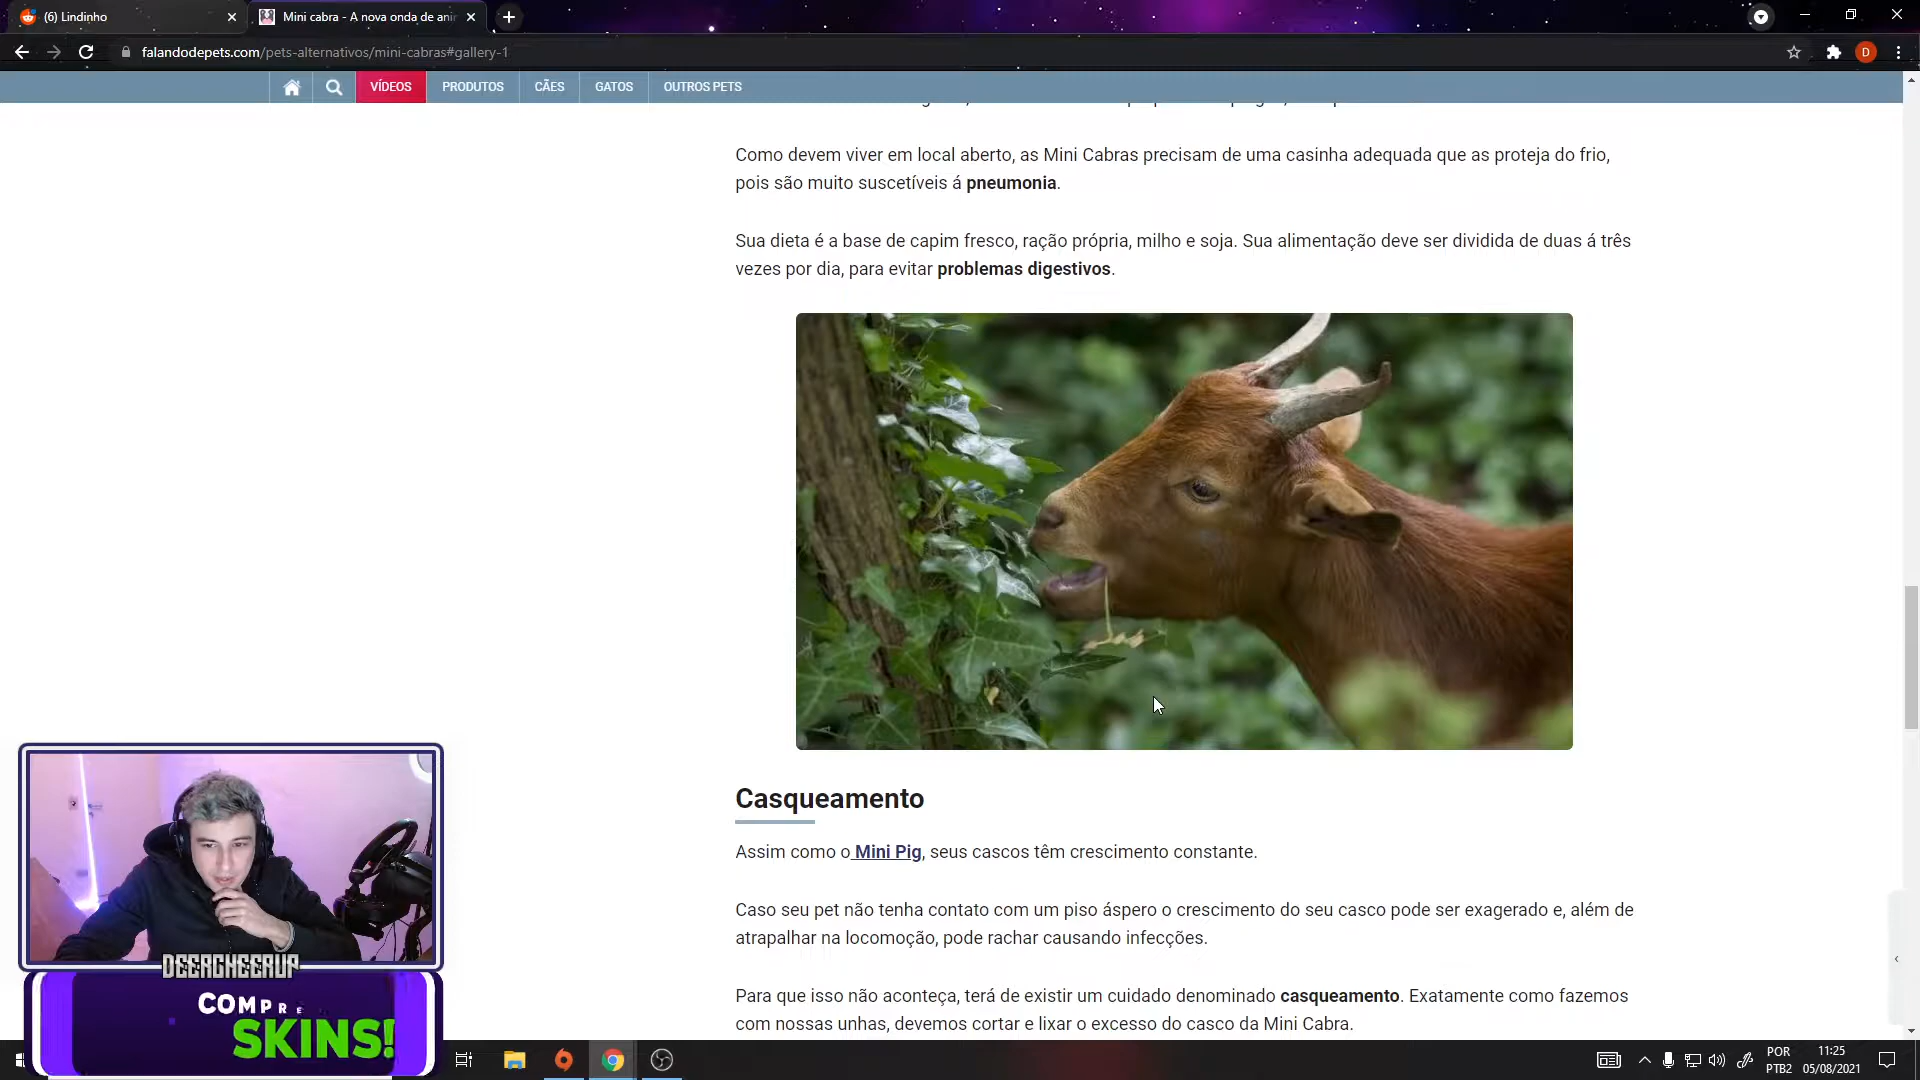 (6) Lindinho
Mini cabra - A nova onda de ani
falandodepets.com/pets-alternativos/mini-cabras#gallery-1
D
VÍDEOS
PRODUTOS
CÃES
GATOS
OUTROS PETS
Como devem viver em local aberto, as Mini Cabras precisam de uma casinha adequada que as proteja do frio,
pois são muito suscetíveis á pneumonia.
Sua dieta é a base de capim fresco, ração própria, milho e soja. Sua alimentação deve ser dividida de duas á três
vezes por dia, para evitar problemas digestivos.
Casqueamento
Assim como o Mini Pig, seus cascos têm crescimento constante.
Caso seu pet não tenha contato com um piso áspero o crescimento do seu casco pode ser exagerado e, além de
atrapalhar na locomoção, pode rachar causando infecções.
Para que isso não aconteça, terá de existir um cuidado denominado casqueamento. Exatamente como fazemos
com nossas unhas, devemos cortar e lixar o excesso do casco da Mini Cabra.
DEERCHEERUP
COMPRE
SKINS!
POR
PTB2
11:25
05/08/2021